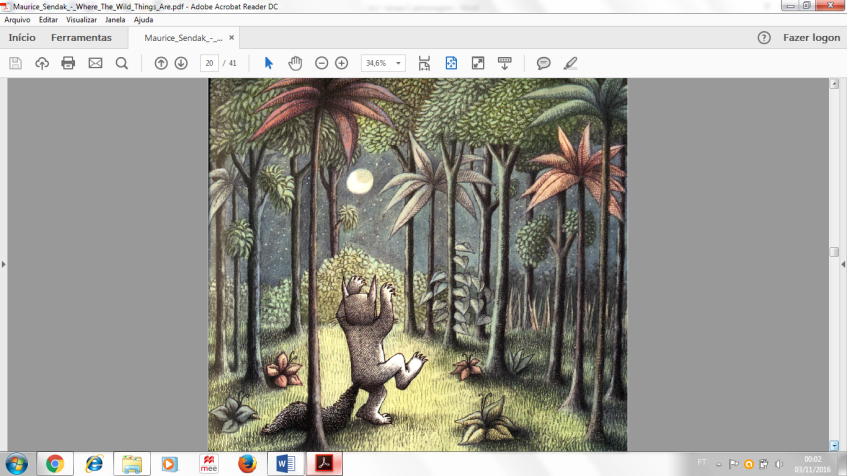 Maurice_Sendak_-_Where_The_Wild_Things_Are.pdf - Adobe Acrobat Reader DC
Arquivo Editar Visualizar Janela Ajuda
Início Ferramentas Maurice_Sendak_-_... × Fazer logon
20 / 41 34,6%
mee
PT 00:02
03/11/2016